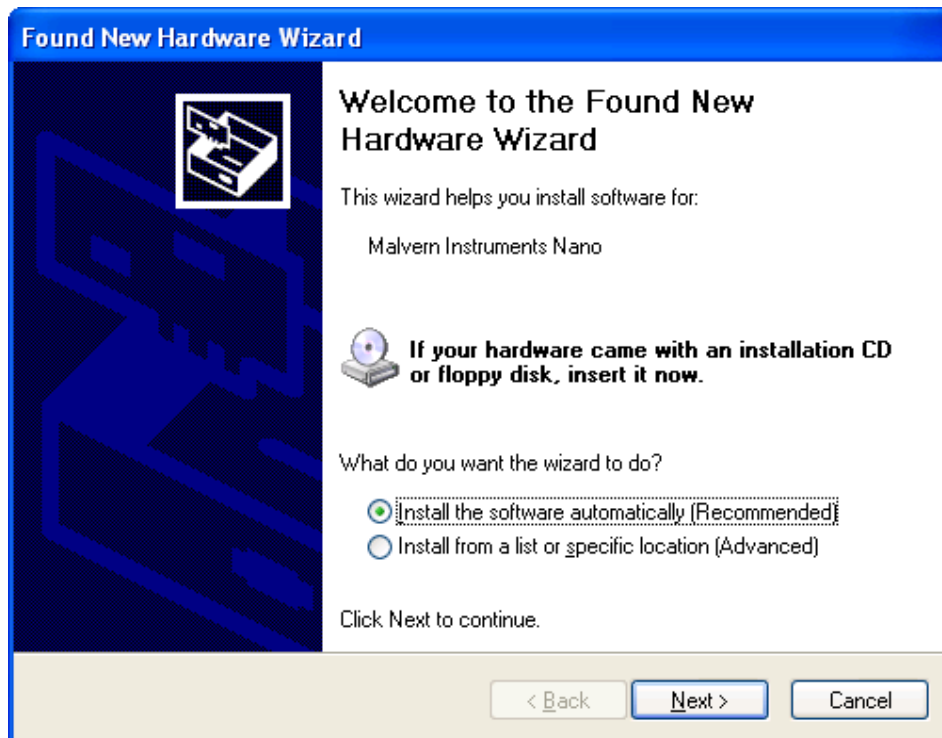 Found New Hardware Wizard
Welcome to the Found New
Hardware Wizard
This wizard helps you install software for:
Malvern Instruments Nano
If your hardware came with an installation CD
or floppy disk, insert it now.
What do you want the wizard to do?
Install the software automatically (Recommended)
Install from a list or specific location (Advanced)
Click Next to continue.
< Back Next > Cancel